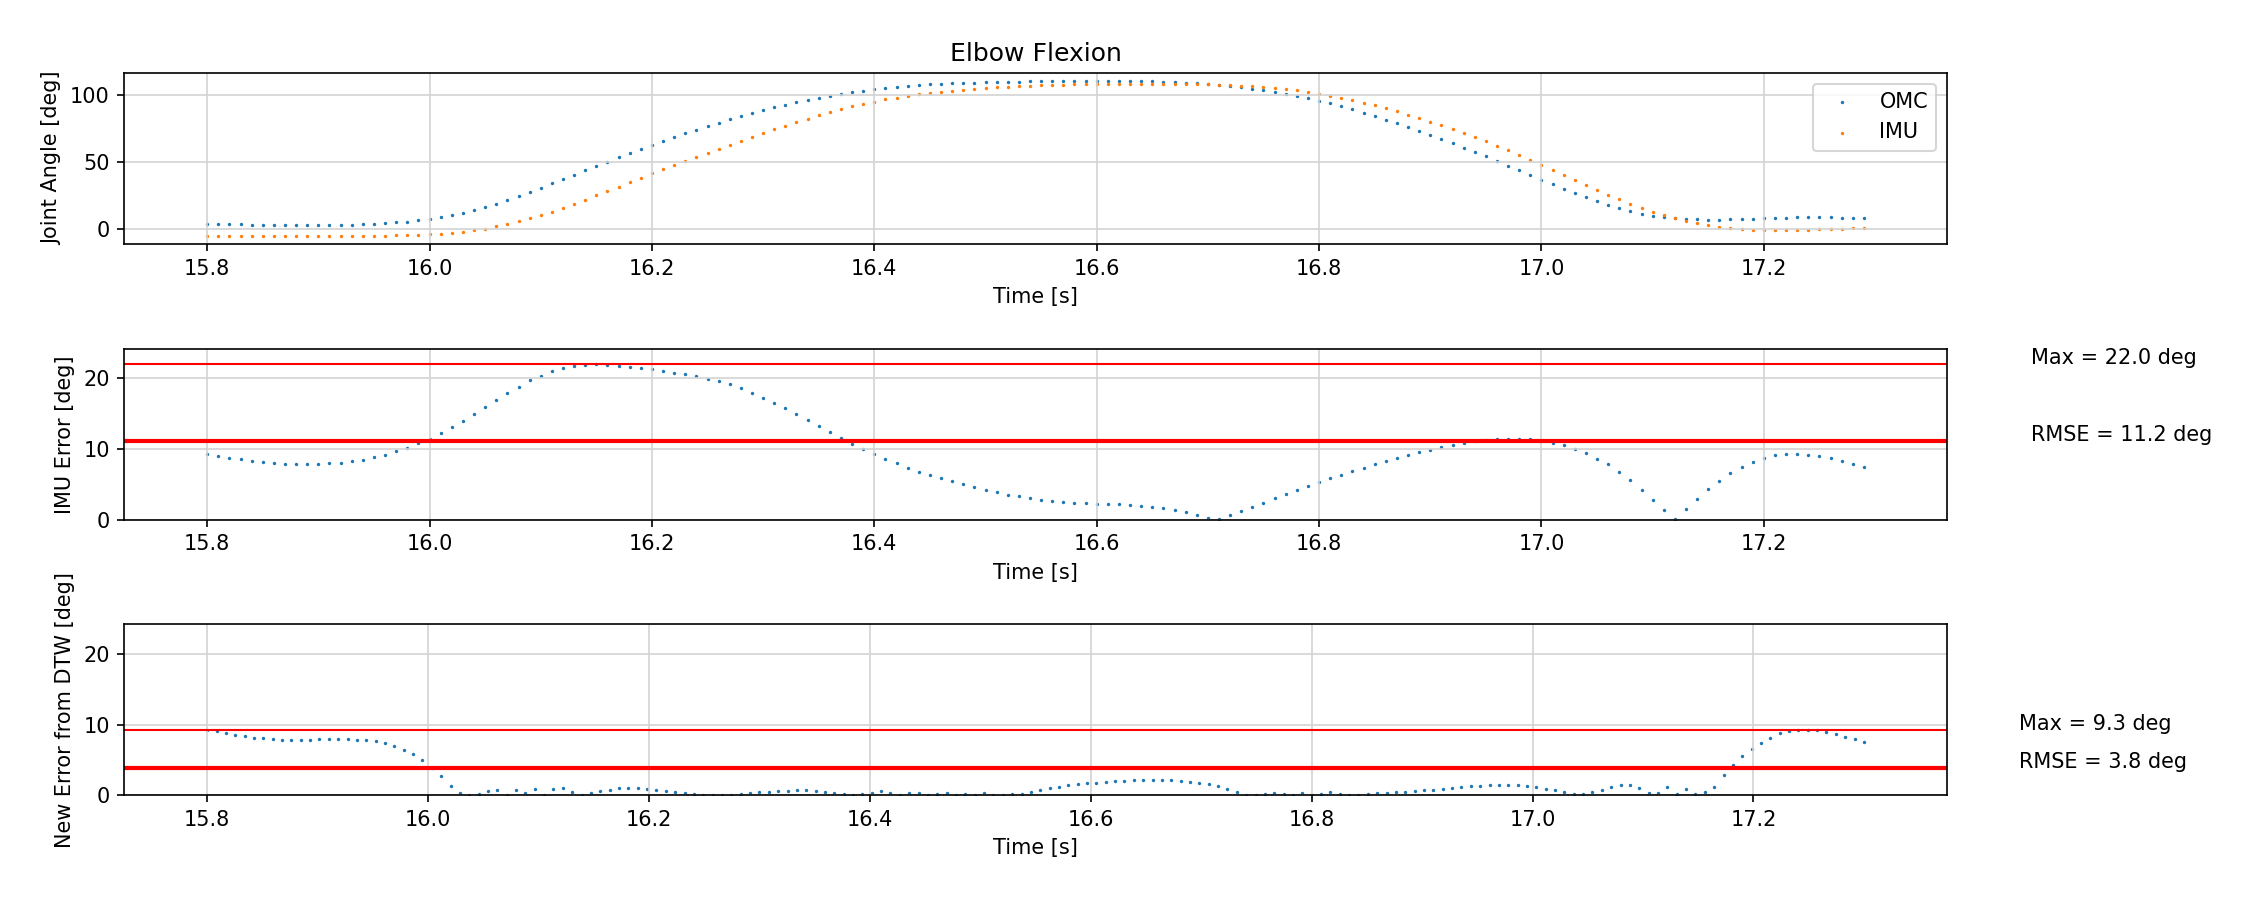 Elbow Flexion
Joint Angle [deg]
100
50
0
OMC
IMU
15.8 16.0 16.2 16.4 16.6 16.8 17.0 17.2
Time [s]
IMU Error [deg]
20
10
0
Max = 22.0 deg
RMSE = 11.2 deg
15.8 16.0 16.2 16.4 16.6 16.8 17.0 17.2
Time [s]
New Error from DTW [deg]
20
10
0
Max = 9.3 deg
RMSE = 3.8 deg
15.8 16.0 16.2 16.4 16.6 16.8 17.0 17.2
Time [s]